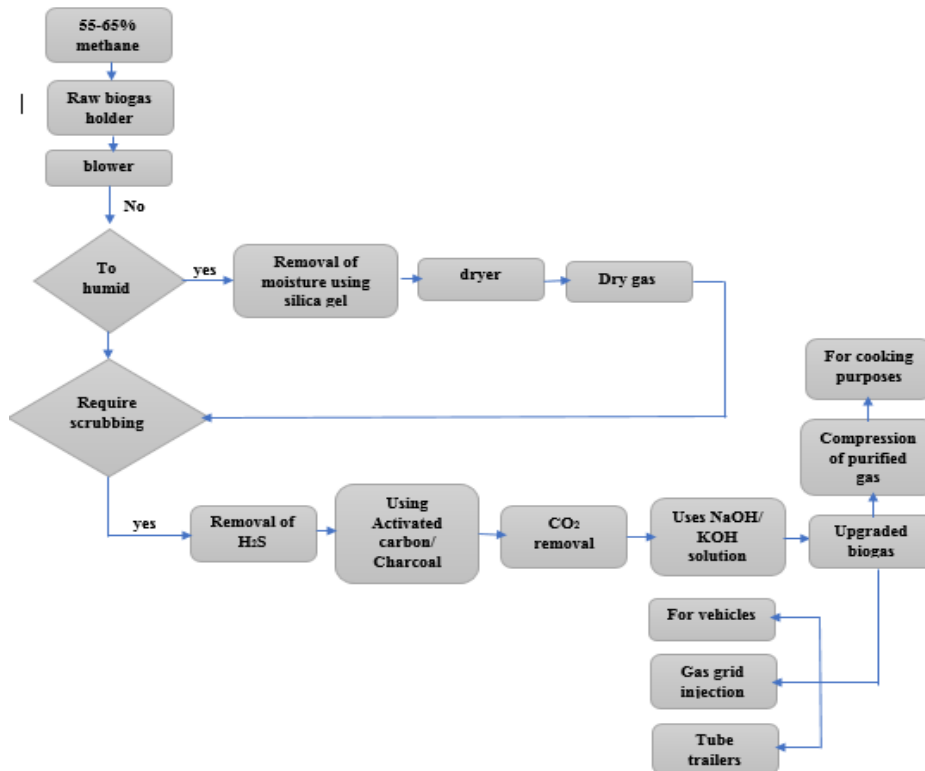 55-65%
methane
Raw biogas
holder
blower
No
To
humid
yes
Removal of
moisture using
silica gel
dryer
Dry gas
Require
scrubbing
For cooking
purposes
Compression
of purified
gas
yes
Removal of
H2S
Using
Activated
carbon/
Charcoal
CO2
removal
Uses NaOH/
KOH
solution
Upgraded
biogas
For vehicles
Gas grid
injection
Tube
trailers